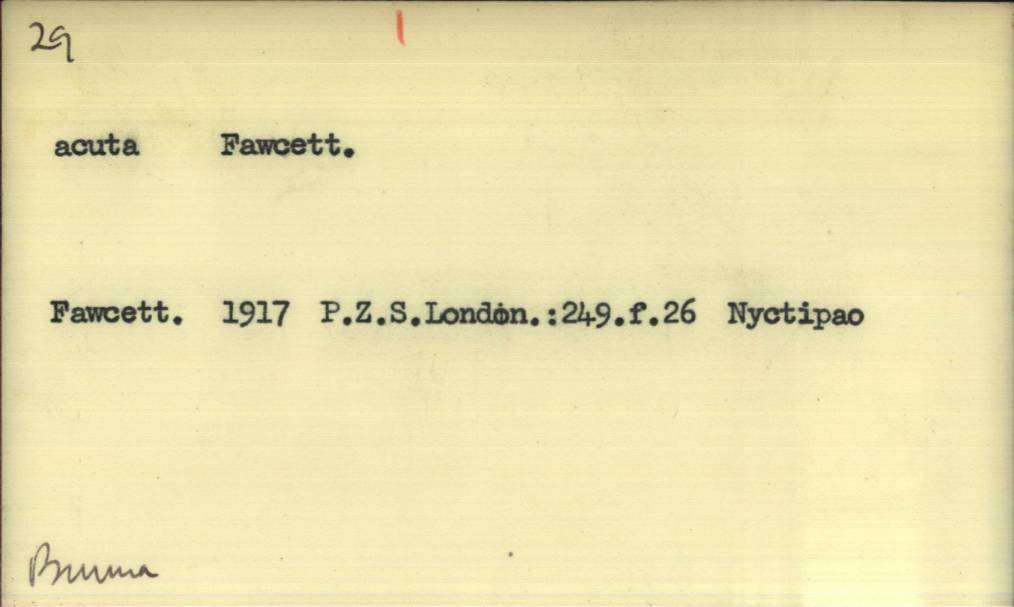 29
acuta Fawcett.
Fawcett. 1917 P.Z.S.London.:249.f.26 Nyctipao
Burma